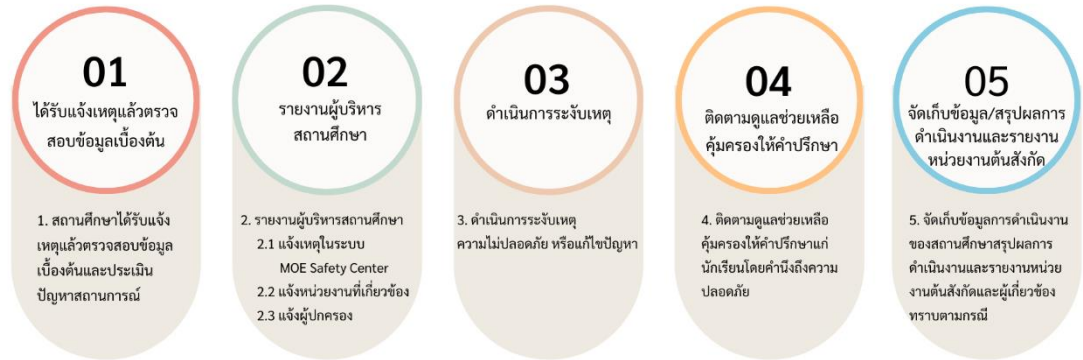 01
ได้รับแจ้งเหตุแล้วตรวจ
สอบข้อมูลเบื้องต้น
1. สถานศึกษาได้รับแจ้ง
เหตุแล้วตรวจสอบข้อมูล
เบื้องต้นและประเมิน
ปัญหาสถานการณ์
02
รายงานผู้บริหาร
สถานศึกษา
2. รายงานผู้บริหารสถานศึกษา
2.1 แจ้งเหตุในระบบ
MOE Safety Center
2.2 แจ้งหน่วยงานที่เกี่ยวข้อง
2.3 แจ้งผู้ปกครอง
03
ดำเนินการระงับเหตุ
3. ดำเนินการระงับเหตุ
ความไม่ปลอดภัย หรือแก้ไขปัญหา
04
ติดตามดูแลช่วยเหลือ
คุ้มครองให้คำปรึกษา
4. ติดตามดูแลช่วยเหลือ
คุ้มครองให้คำปรึกษาแก่
นักเรียนโดยคำนึงถึงความ
ปลอดภัย
05
จัดเก็บข้อมูล/สรุปผลการ
ดำเนินงานและรายงาน
หน่วยงานต้นสังกัด
5. จัดเก็บข้อมูลการดำเนินงาน
ของสถานศึกษาสรุปผลการ
ดำเนินงานและรายงานหน่วย
งานต้นสังกัดและผู้เกี่ยวข้อง
ทราบตามกรณี